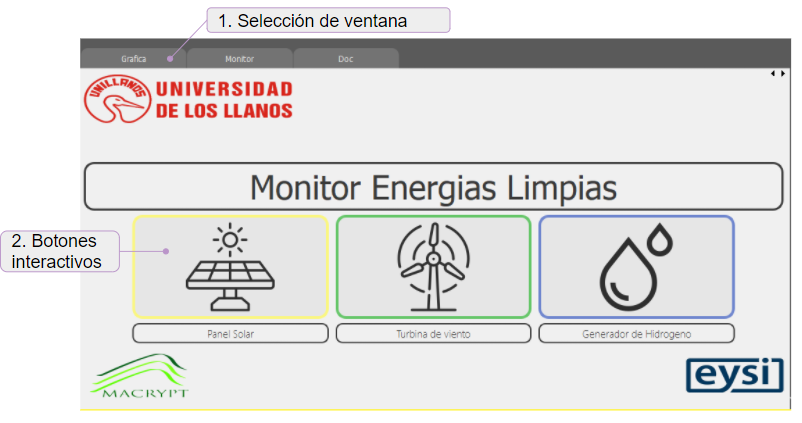 1. Selección de ventana
Grafica
Monitor
Doc
UNILLANOS
UNIVERSIDAD
DE LOS LLANOS
Monitor Energias Limpias
2. Botones
interactivos
Panel Solar
Turbina de viento
Generador de Hidrogeno
MACRYPT
eysi